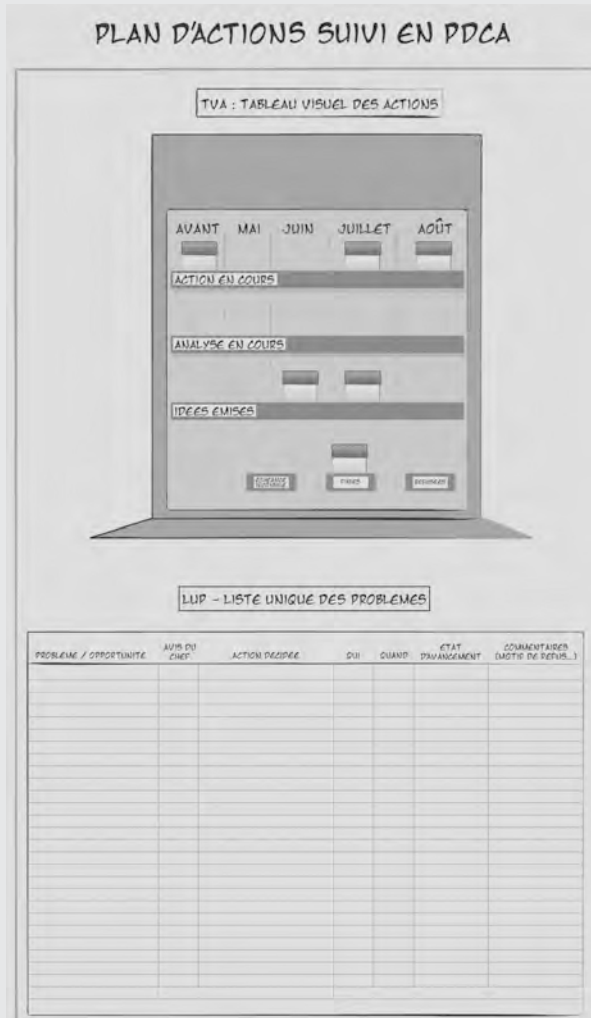 PLAN D'ACTIONS SUIVI EN PDCA
TVA : TABLEAU VISUEL DES ACTIONS
AVANT MAI JUIN JUILLET AOÛT
ACTION EN COURS
ANALYSE EN COURS
IDEES EMISES
LUP - LISTE UNIQUE DES PROBLEMES
PROBLEME / OPPORTUNITE
AVIS DU
CHEF
ACTION DECIDEE
QUI
QUAND
ETAT
D'AVANCEMENT
COMMENTAIRES
(MOTIF DE REFUS...)